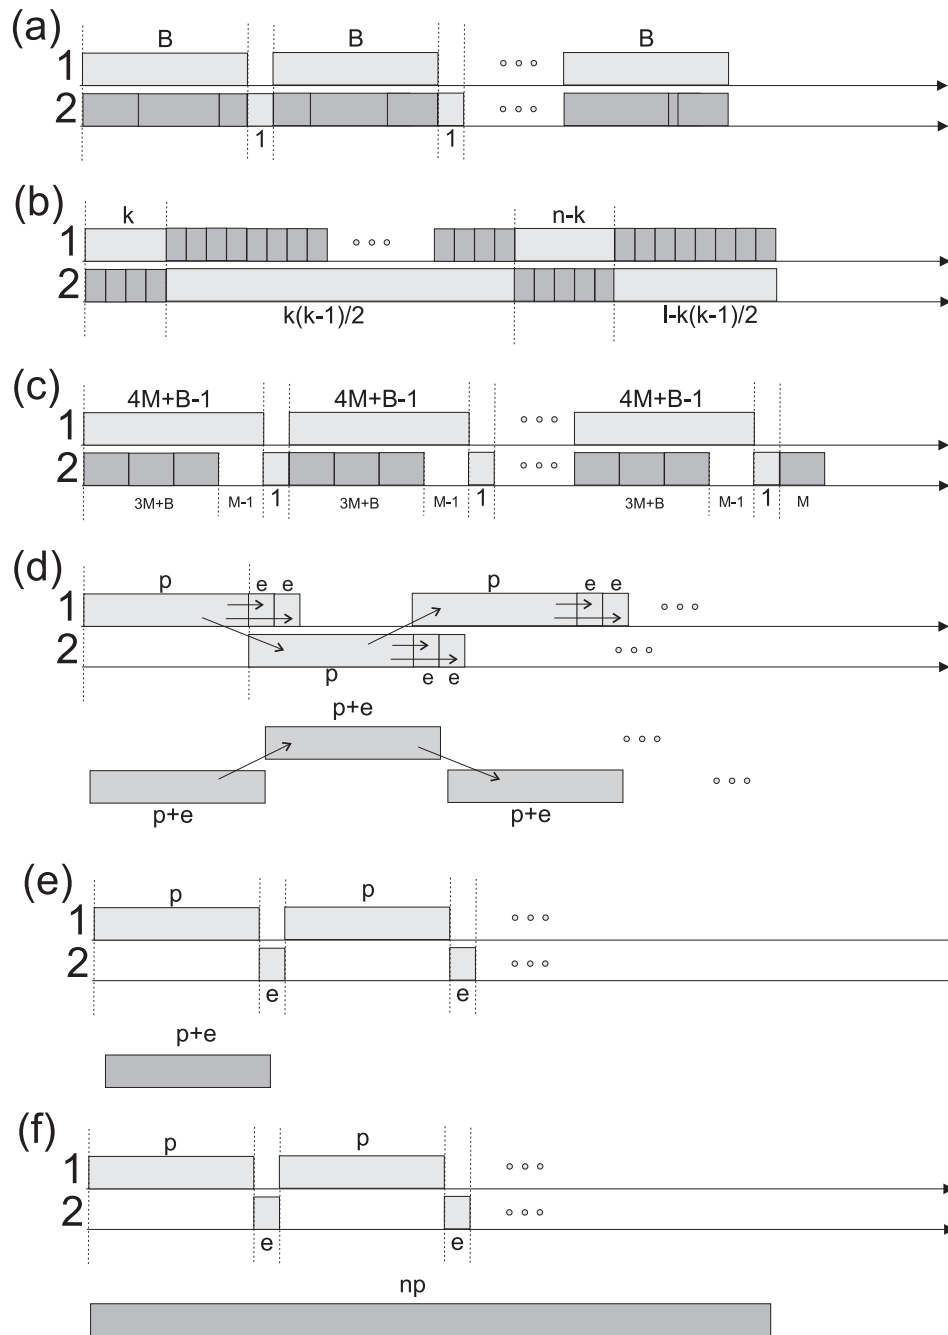 (a)
B B B
1
2
1 1
(b)
k n-k
1
2
k(k-1)/2 l-k(k-1)/2
(c)
4M+B-1 4M+B-1 4M+B-1
1
2
3M+B M-1 1 3M+B M-1 1 3M+B M-1 1 M
(d)
p e e p e e
1
2
p e e
p+e
p+e p+e
(e)
p p
1
2
e e
p+e
(f)
p p
1
2
e e
np